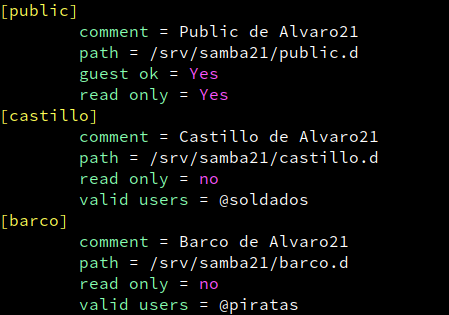 [public]
comment = Public de Alvaro21
path = /srv/samba21/public.d
guest ok = Yes
read only = Yes
[castillo]
comment = Castillo de Alvaro21
path = /srv/samba21/castillo.d
read only = no
valid users = @soldados
[barco]
comment = Barco de Alvaro21
path = /srv/samba21/barco.d
read only = no
valid users = @piratas